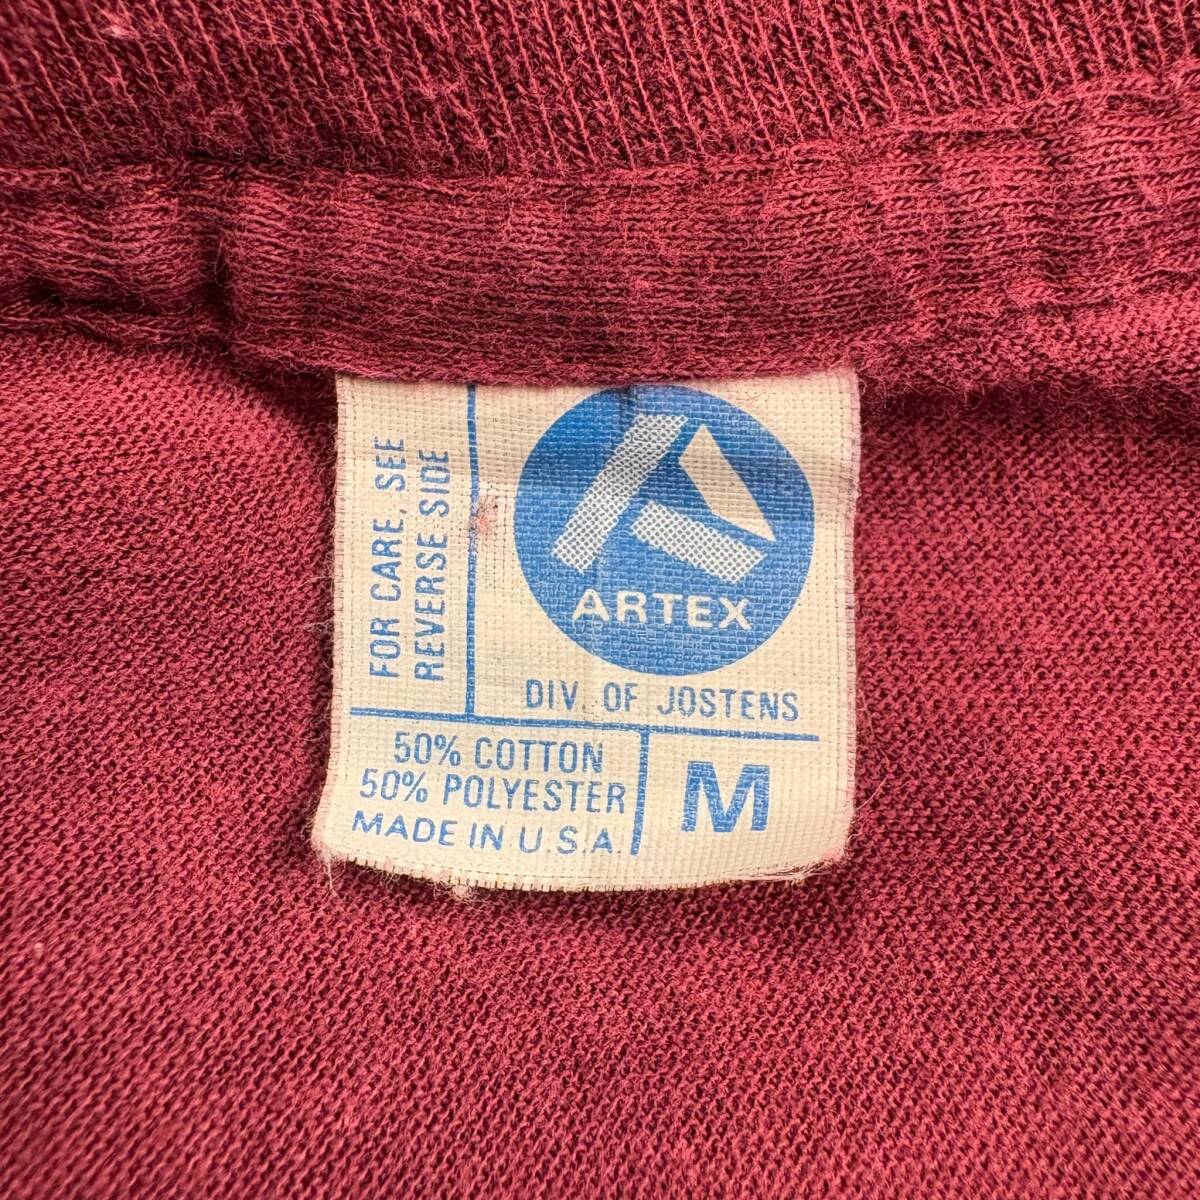 FOR CARE, SEE
REVERSE SIDE
ARTEX
DIV. OF JOSTENS
50% COTTON
50% POLYESTER
MADE IN U.S.A.
M